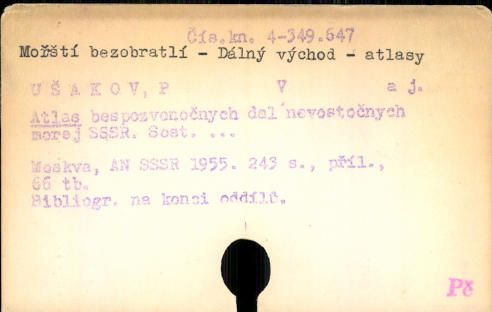 Čís.kn. 4-349.647
Mořští bezobratlí - Dálný východ - atlasy
UŠAKOV, P V a j.
Atlas bespozvonočnych dal'nevostočnych
morej SSSR. Sost. ...
Moskva, AN SSSR 1955. 243 s., příl.,
66 tb.
Bibliogr. na konci oddílů.
Př